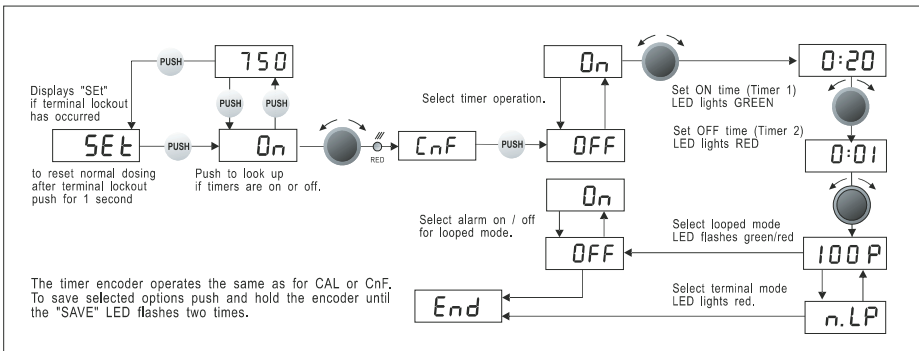 PUSH
750
Displays "SEt"
if terminal lockout
has occurred
PUSH
PUSH
SEt
PUSH
On
RED
to reset normal dosing
after terminal lockout
push for 1 second
Push to look up
if timers are on or off.
CnF
PUSH
Select timer operation.
On
OFF
0:20
Set ON time (Timer 1)
LED lights GREEN
Set OFF time (Timer 2)
LED lights RED
0:01
Select looped mode
LED flashes green/red
100P
Select terminal mode
LED lights red.
n.LP
On
Select alarm on / off
for looped mode.
OFF
End
The timer encoder operates the same as for CAL or CnF.
To save selected options push and hold the encoder until
the "SAVE" LED flashes two times.